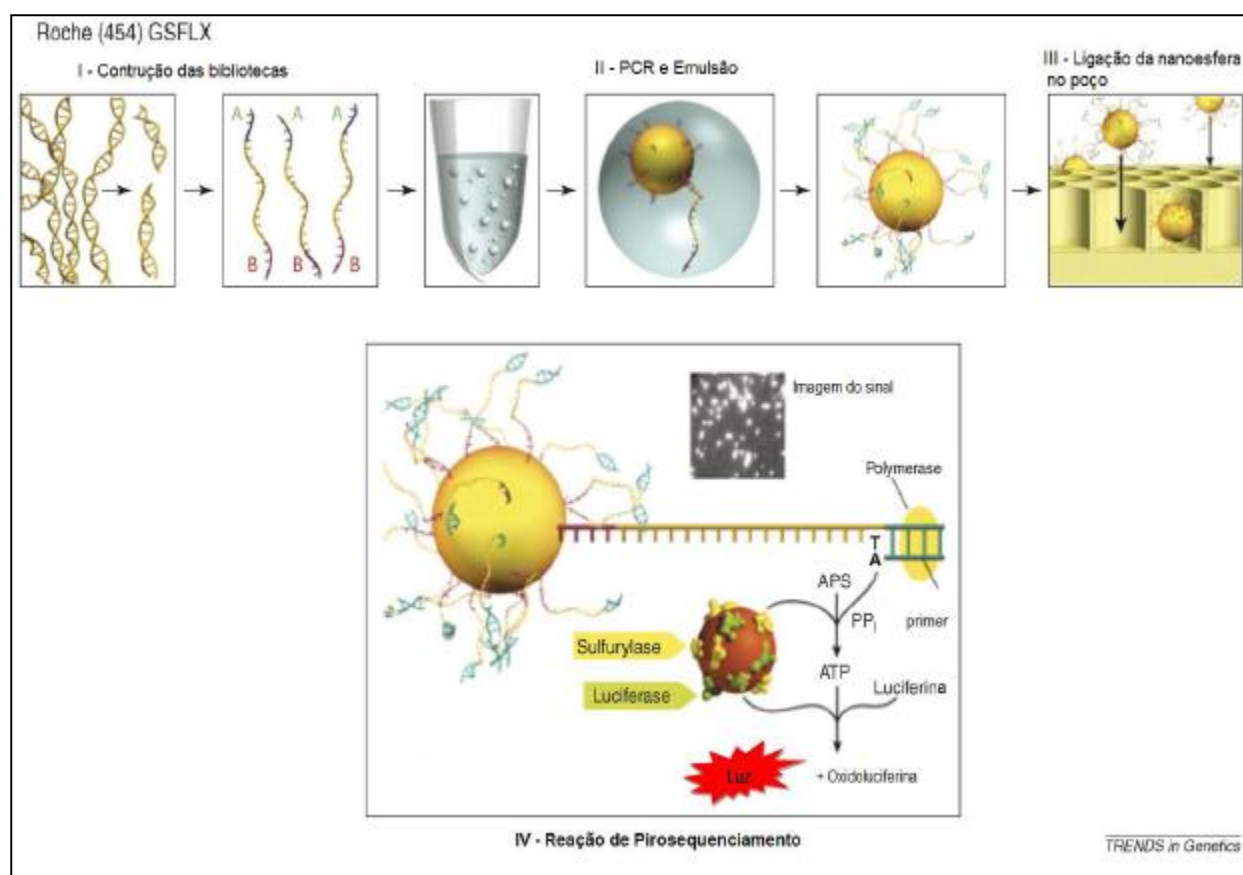 Roche (454) GSFLX
I - Contrução das bibliotecas
II - PCR e Emulsão
III - Ligação da nanoesfera
no poço
A A A
B B B
Imagem do sinal
Polymerase
T
A
APS
PPi
primer
Sulfurylase
ATP
Luciferina
Luciferase
Luz
+ Oxidoluciferina
IV - Reação de Pirosequenciamento
TRENDS in Genetics